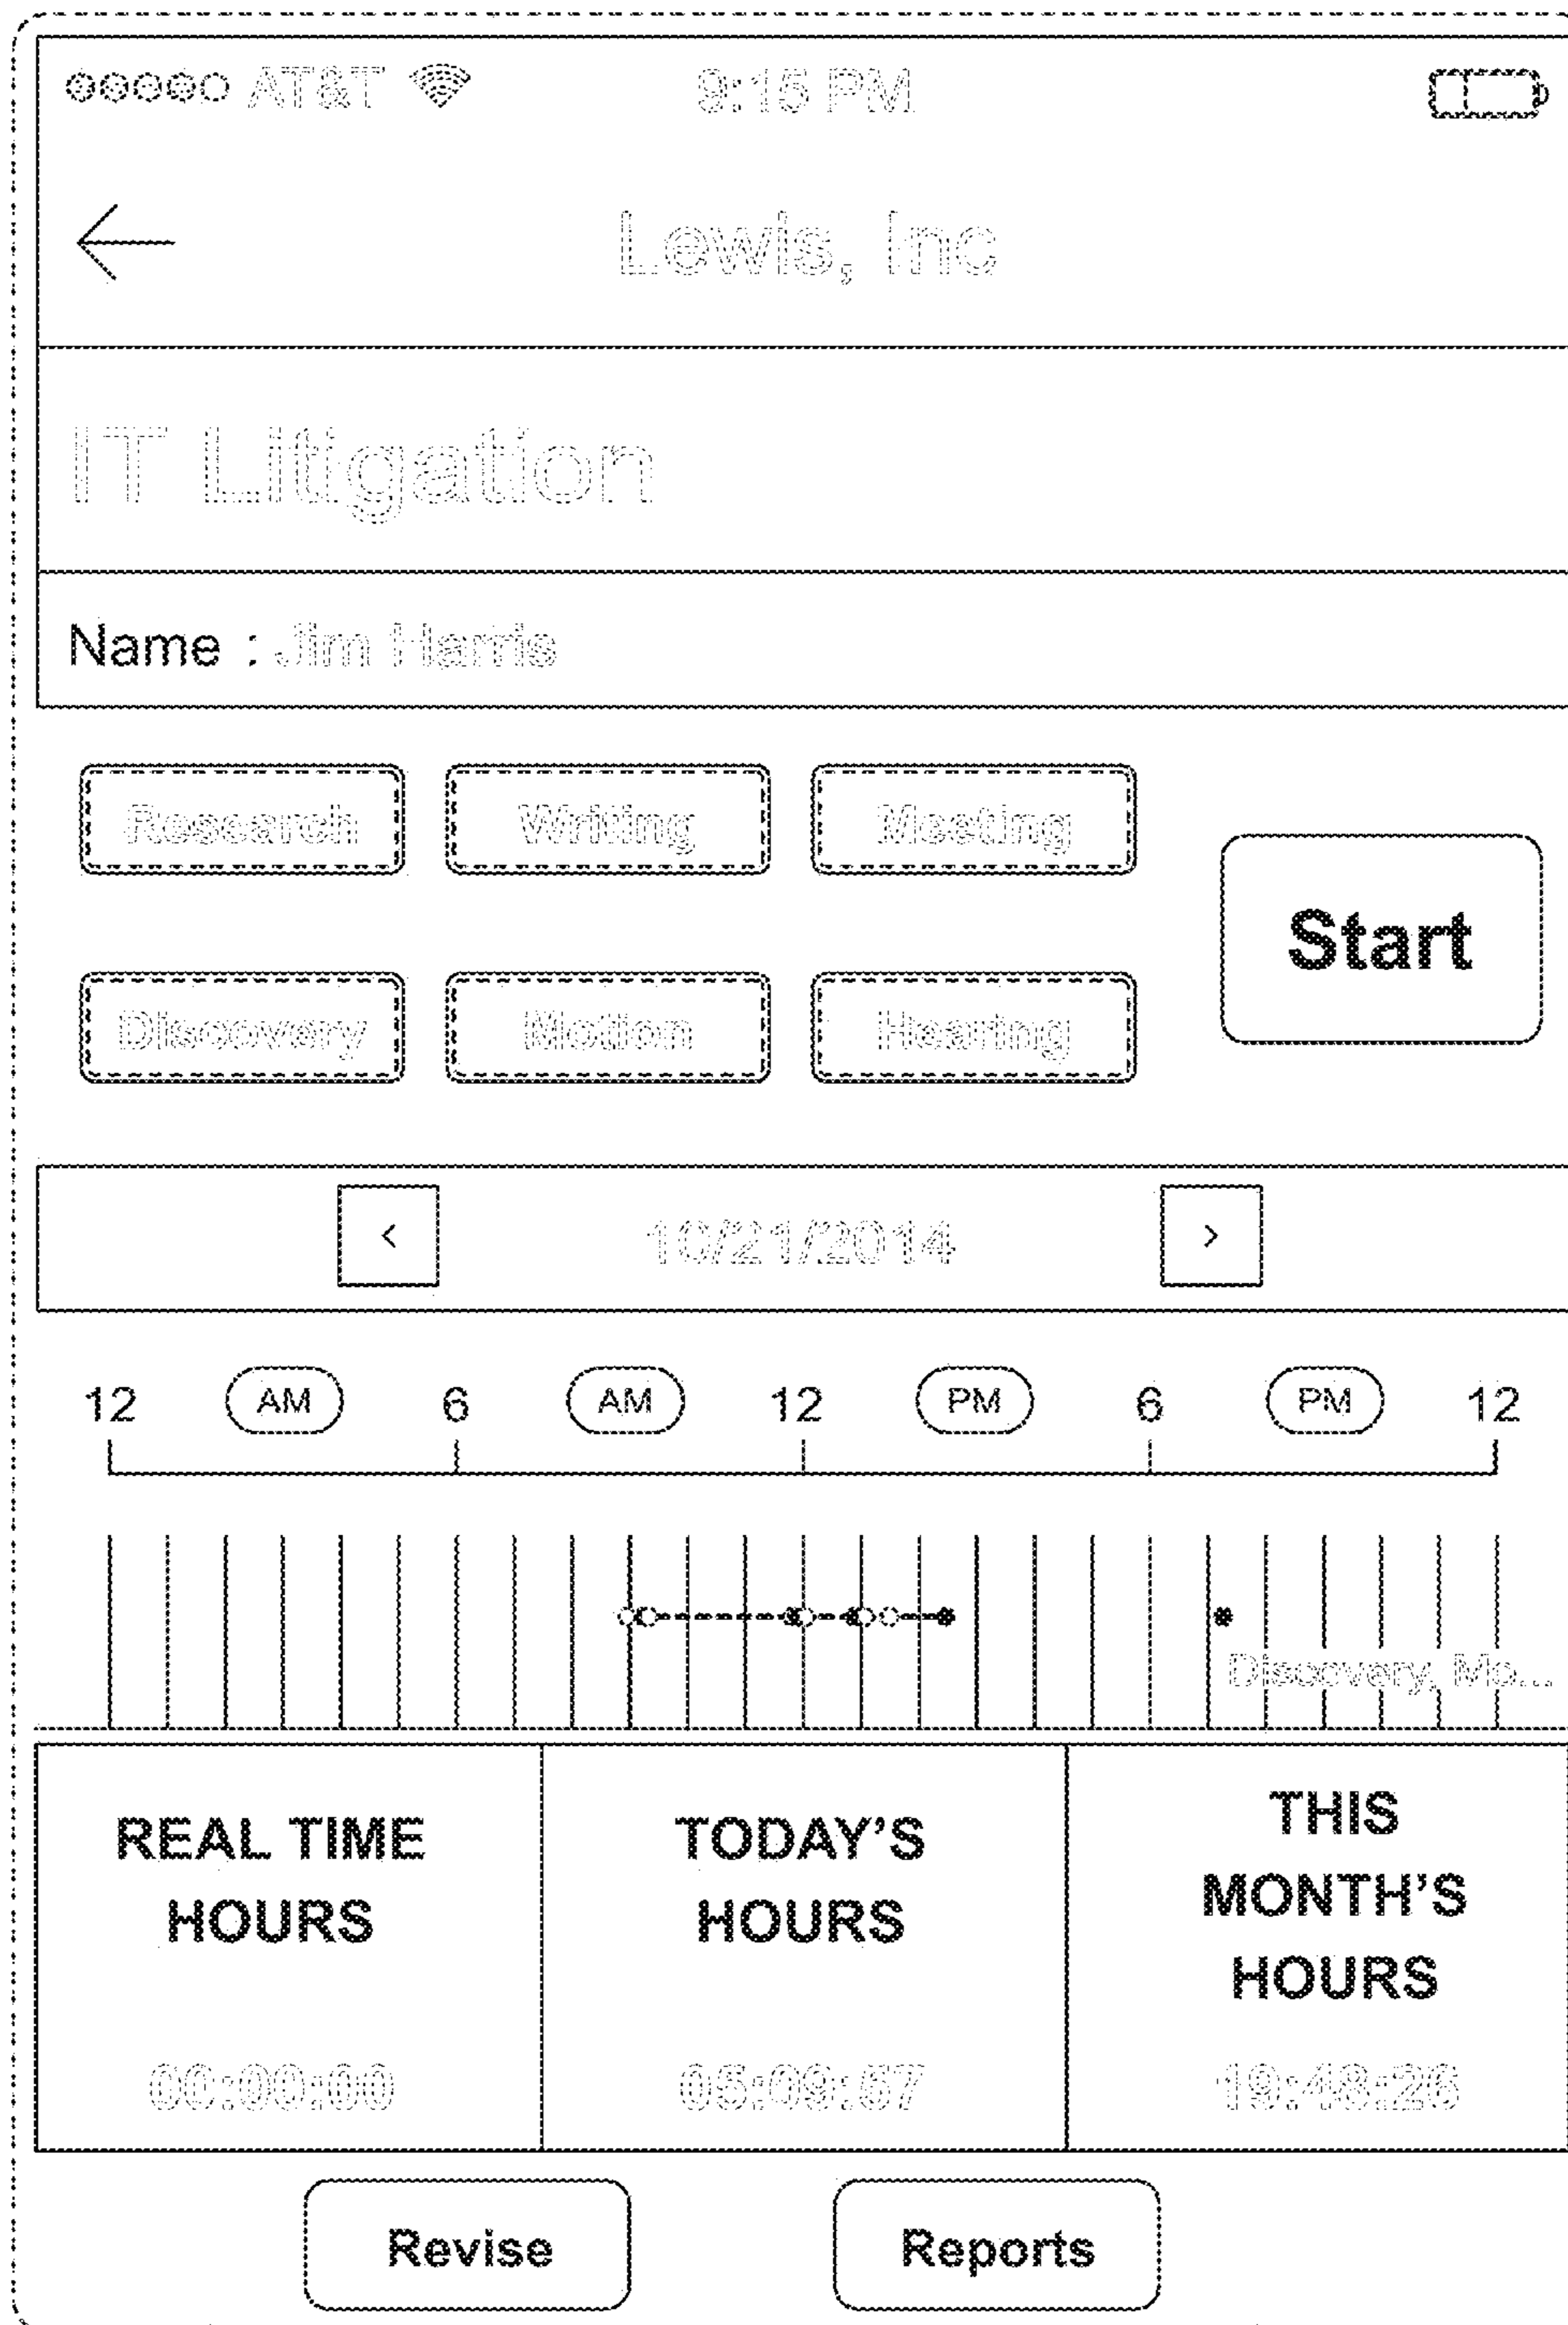 AT&T 9:15 PM
Lewis, Inc
IT Litigation
Name : Jim Harris
Research Writing Meeting
Start
Discovery Motion Hearing
< 10/21/2014 >
12 AM 6 AM 12 PM 6 PM 12
Discovery, Mo...
REAL TIME HOURS
00:00:00
TODAY’S HOURS
05:09:57
THIS MONTH’S HOURS
19:48:26
Revise Reports